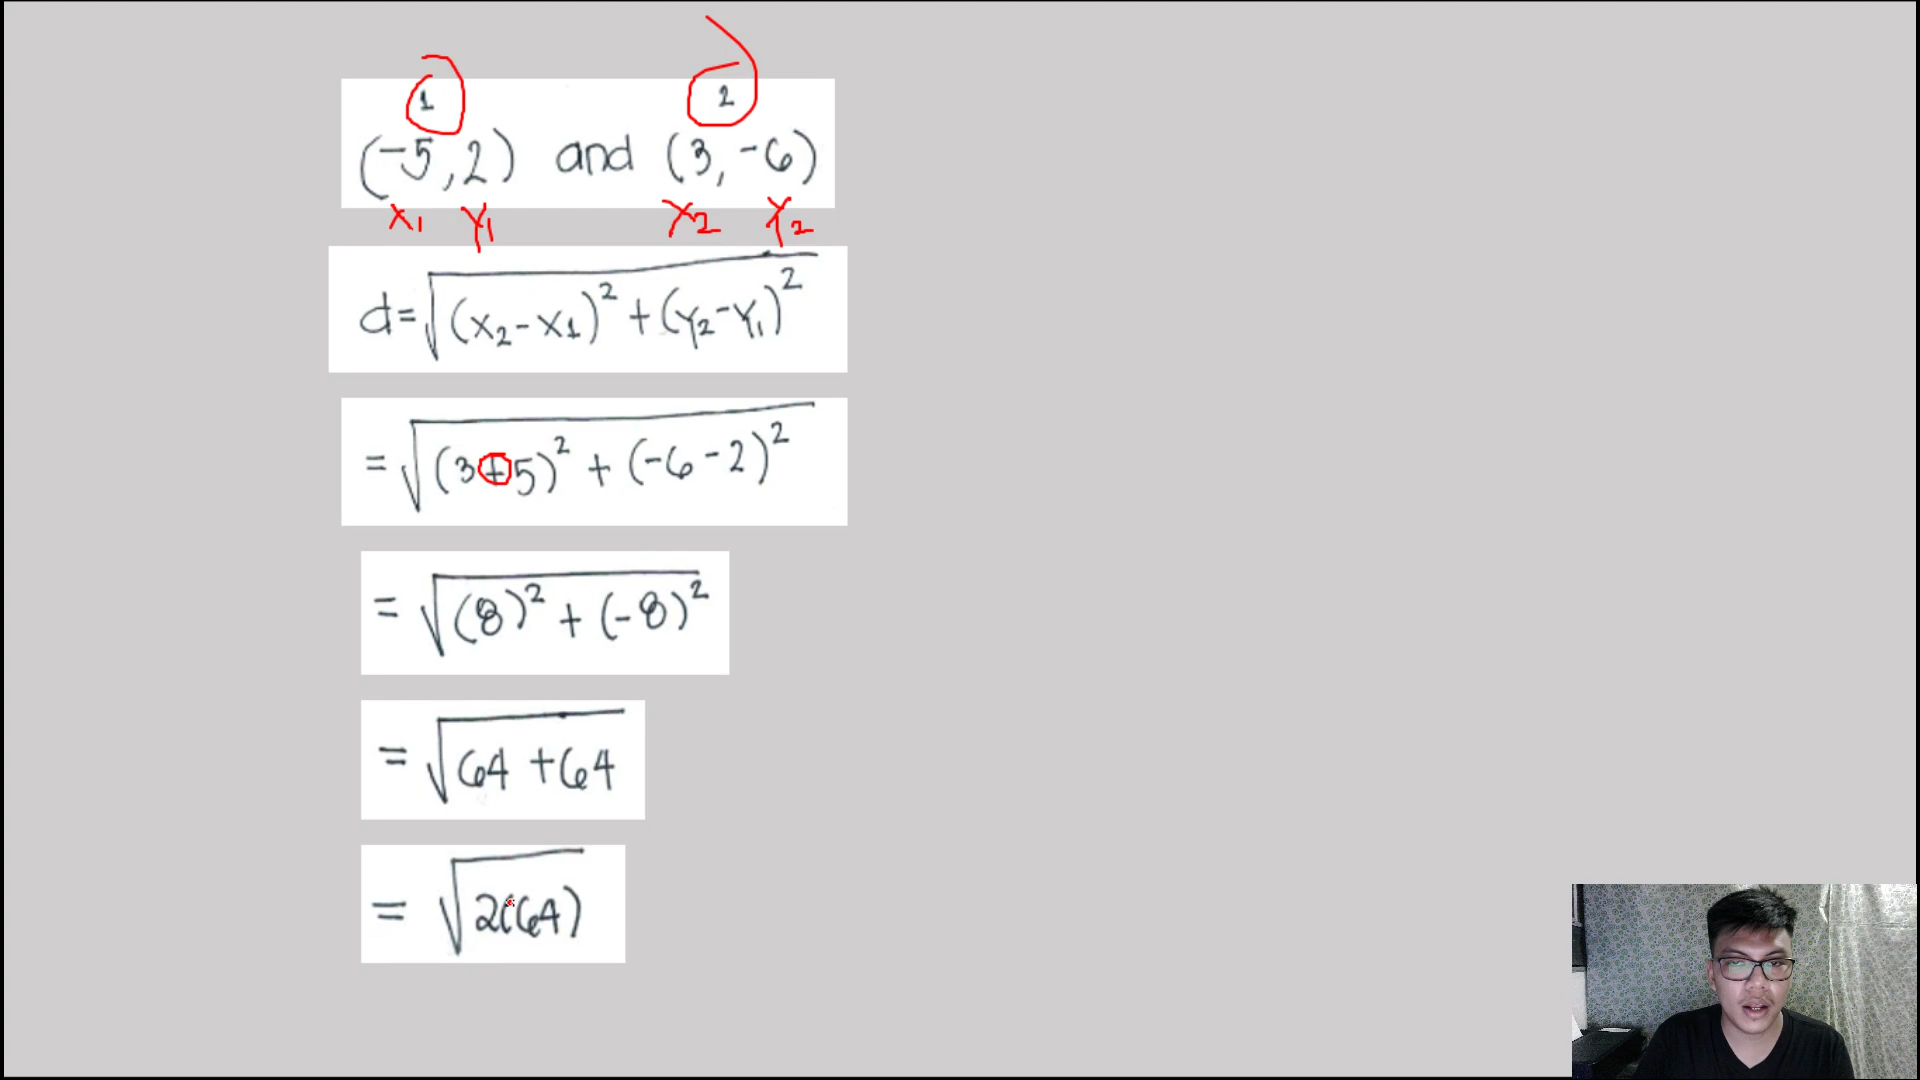 1 2
(-5, 2) and (3, -6)
X1 Y1 X2 Y2
d=√(X2-X1)² + (Y2-Y1)²
= √(3+5)² + (-6-2)²
= √(8)² + (-8)²
= √64 + 64
= √2(64)